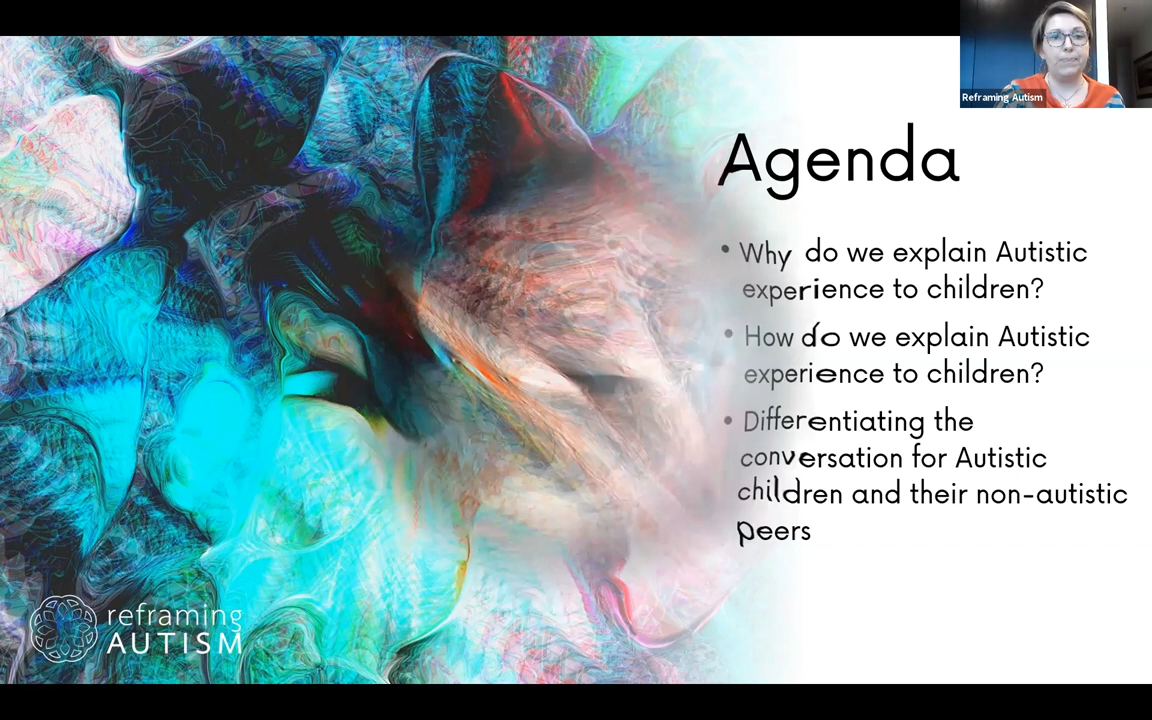 Reframing Autism
Agenda
• Why do we explain Autistic
experience to children?
• How do we explain Autistic
experience to children?
• Differentiating the
conversation for Autistic
children and their non-autistic
peers
reframing
AUTISM